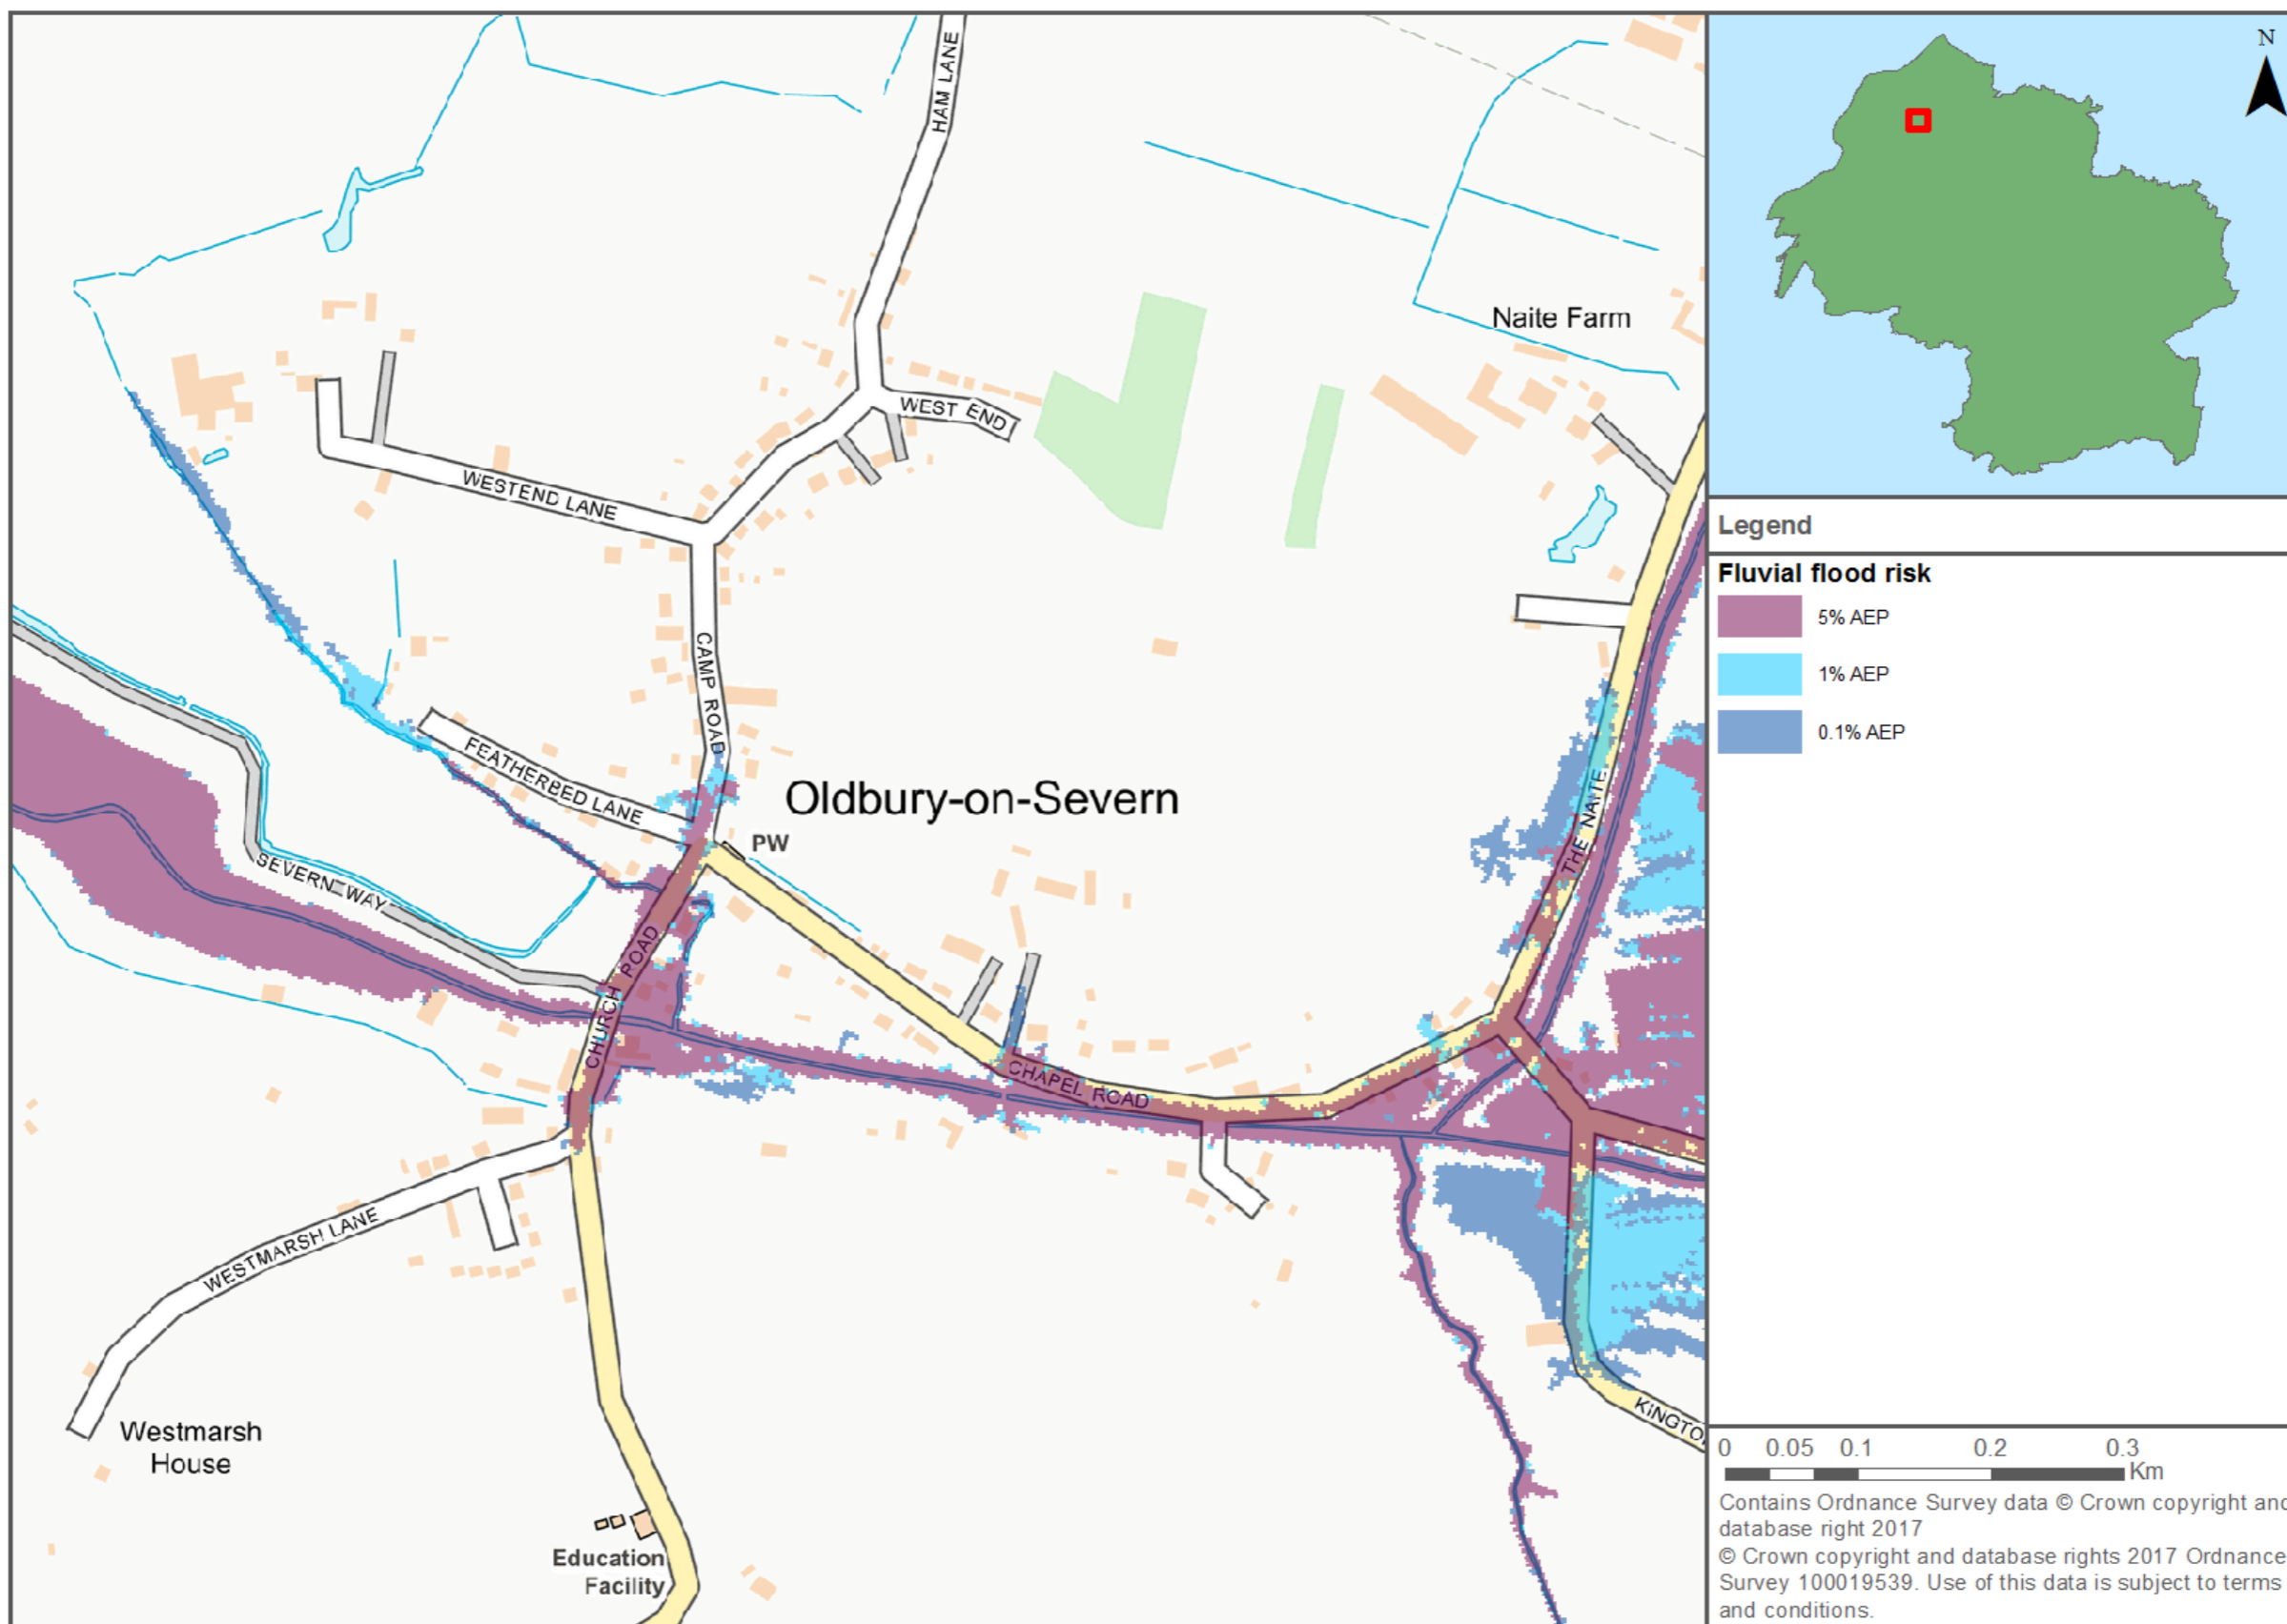 HAM LANE
N
Naite Farm
WEST END
WESTEND LANE
CAMP ROAD
FEATHERBED LANE
Oldbury-on-Severn
PW
THE NAITE
SEVERN WAY
CHURCH ROAD
CHAPEL ROAD
WESTMARSH LANE
Westmarsh
House
KINGTO
Education
Facility
Legend
Fluvial flood risk
5% AEP
1% AEP
0.1% AEP
0 0.05 0.1 0.2 0.3
Km
Contains Ordnance Survey data © Crown copyright and
database right 2017
© Crown copyright and database rights 2017 Ordnance
Survey 100019539. Use of this data is subject to terms
and conditions.